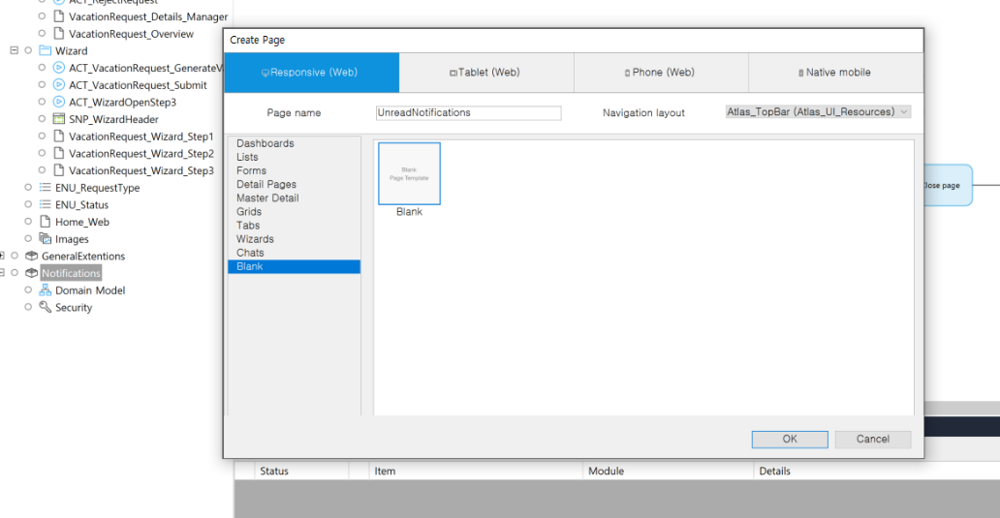 ACT_RejectRequest
VacationRequest_Details_Manager
VacationRequest_Overview
Wizard
ACT_VacationRequest_GenerateV
ACT_VacationRequest_Submit
ACT_WizardOpenStep3
SNP_WizardHeader
VacationRequest_Wizard_Step1
VacationRequest_Wizard_Step2
VacationRequest_Wizard_Step3
ENU_RequestType
ENU_Status
Home_Web
Images
GeneralExtentions
Notifications
Domain Model
Security
Create Page
Responsive (Web)
Tablet (Web)
Phone (Web)
Native mobile
Page name
UnreadNotifications
Navigation layout
Atlas_TopBar (Atlas_UI_Resources)
Dashboards
Lists
Forms
Detail Pages
Master Detail
Grids
Tabs
Wizards
Chats
Blank
Blank
Page Template
Blank
OK
Cancel
Close page
Status
Item
Module
Details